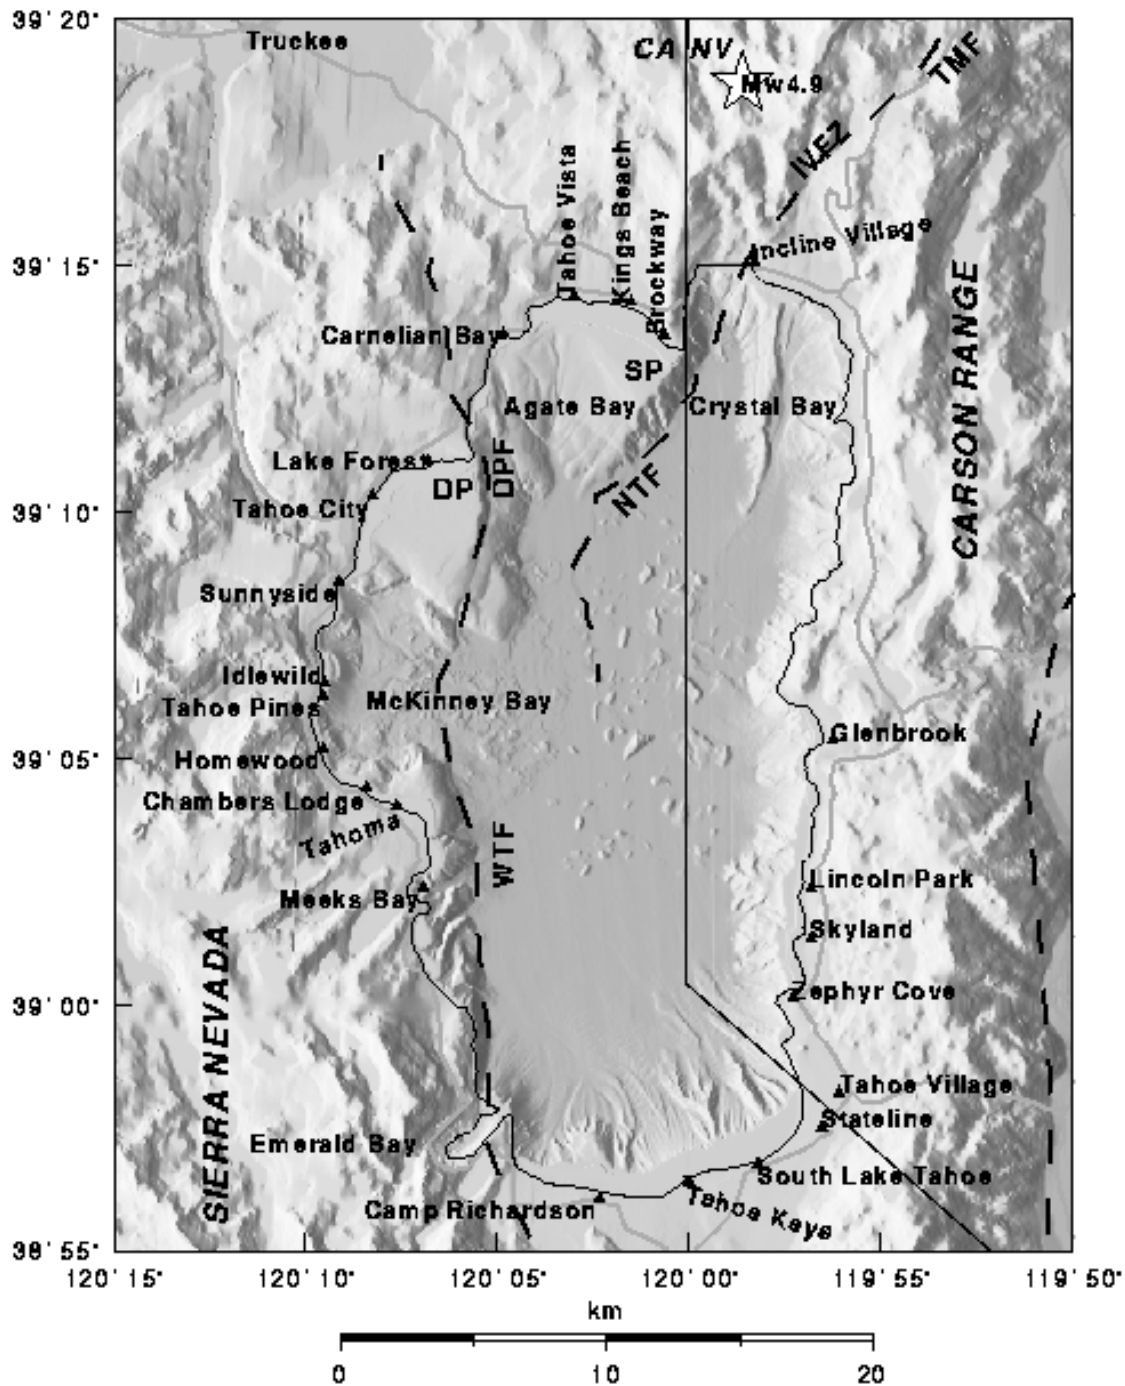 39° 20'
Truckee
CA NV
Mw4.9
TMF
IVFZ
Tahoe Vista
Kings Beach
Brockway
Incline Village
39° 15'
Carnelian Bay
SP
Agate Bay
Crystal Bay
CARSON RANGE
Lake Forest
DP
DPF
NTF
39° 10'
Tahoe City
Sunnyside
Idlewild
Tahoe Pines
McKinney Bay
Glenbrook
39° 05'
Homewood
Chambers Lodge
Tahoma
WTF
Meeks Bay
Lincoln Park
Skyland
SIERRA NEVADA
39° 00'
Zephyr Cove
Tahoe Village
Stateline
Emerald Bay
South Lake Tahoe
Camp Richardson
Tahoe Keys
38° 55'
120° 15'
120° 10'
120° 05'
120° 00'
119° 55'
119° 50'
km
0
10
20